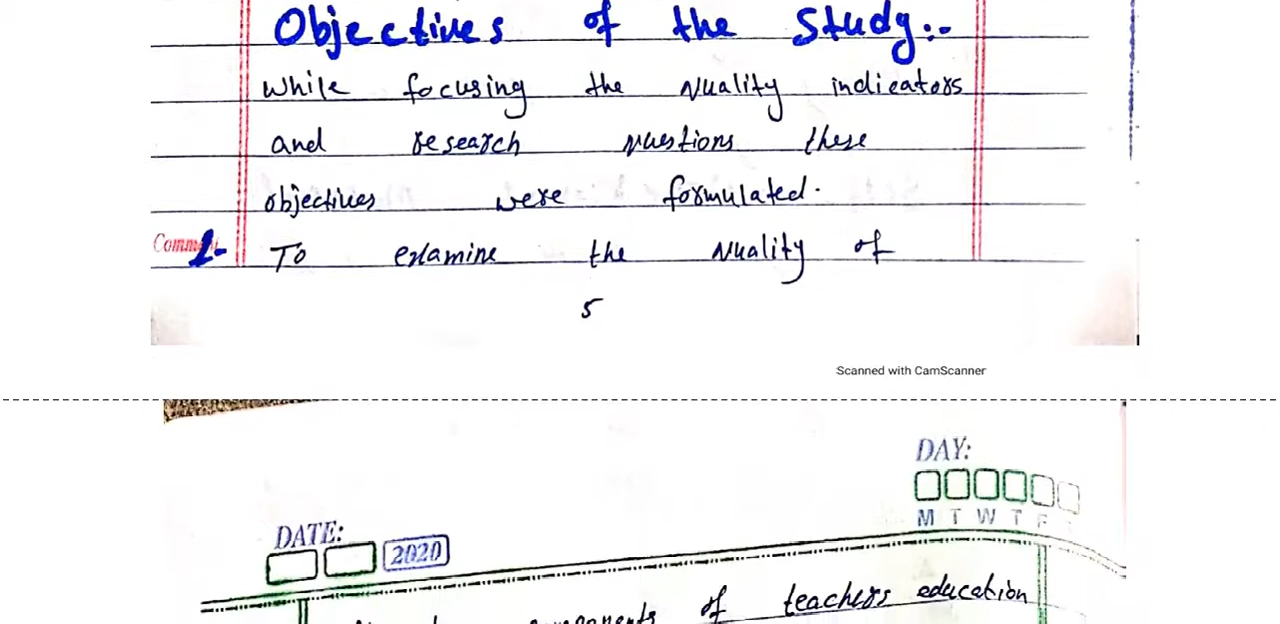 Objectives of the Study:-
While focusing the quality indicators
and research questions these
objectives were formulated.
Comment 1- To examine the quality of
5
Scanned with CamScanner
DAY:
M T W T F
DATE: 2020
of teachers education